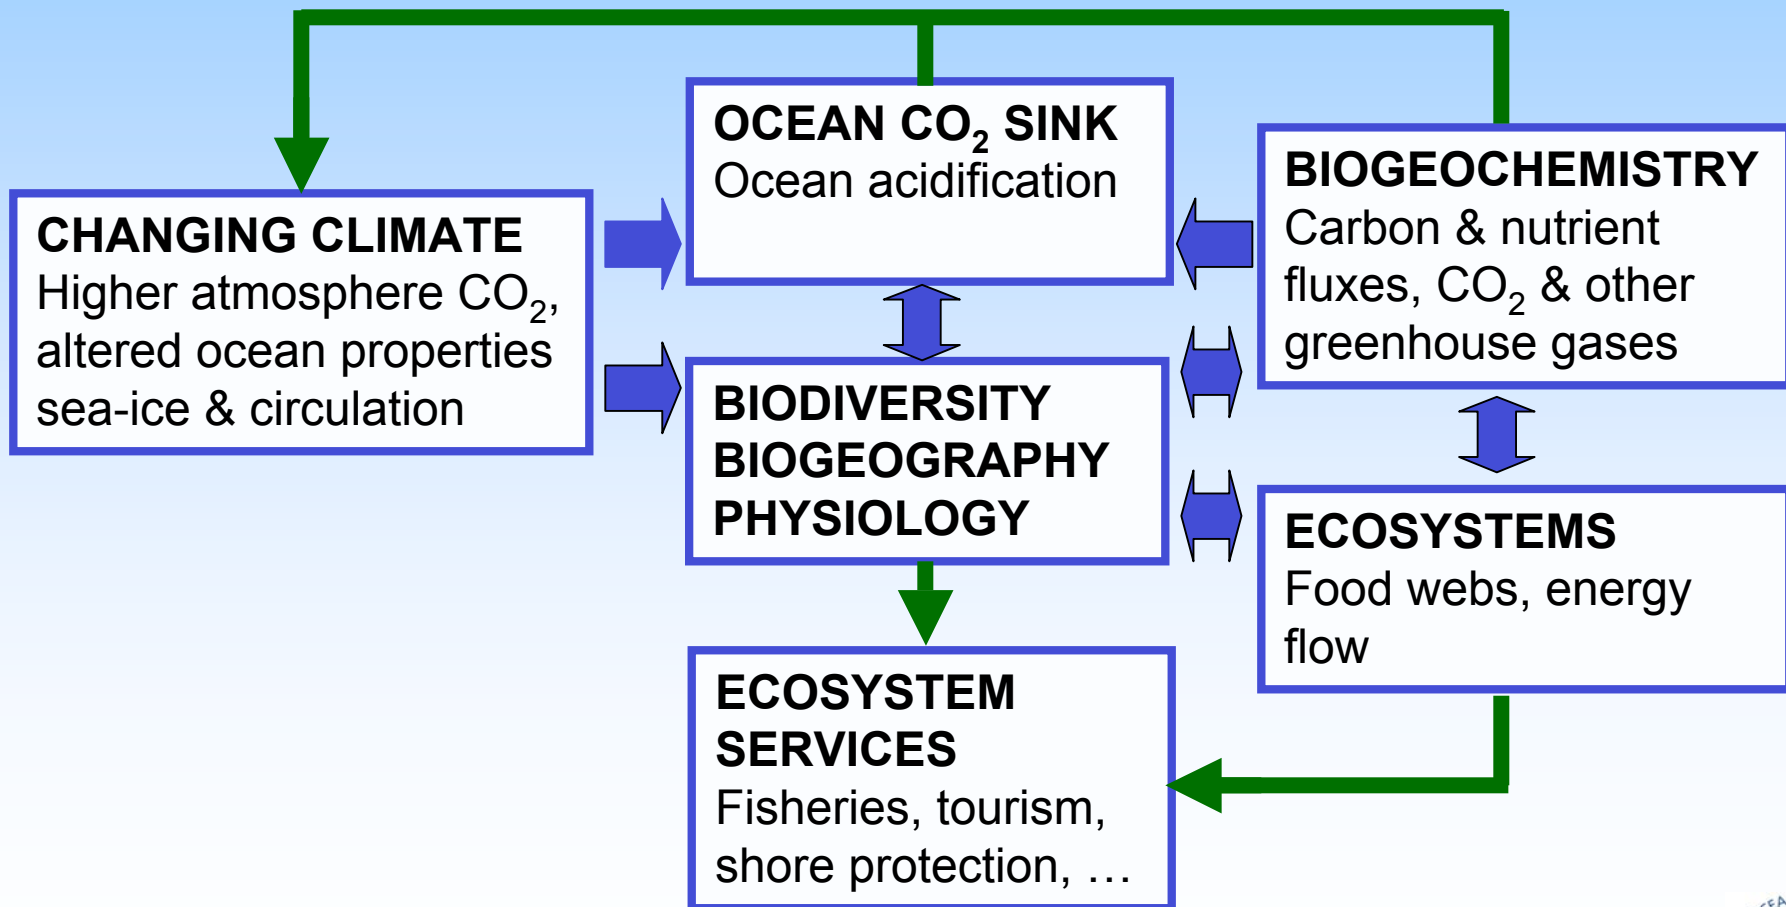 OCEAN CO₂ SINK
Ocean acidification
BIOGEOCHEMISTRY
Carbon & nutrient
fluxes, CO₂ & other
greenhouse gases
CHANGING CLIMATE
Higher atmosphere CO₂,
altered ocean properties
sea-ice & circulation
BIODIVERSITY
BIOGEOGRAPHY
PHYSIOLOGY
ECOSYSTEMS
Food webs, energy
flow
ECOSYSTEM
SERVICES
Fisheries, tourism,
shore protection, …